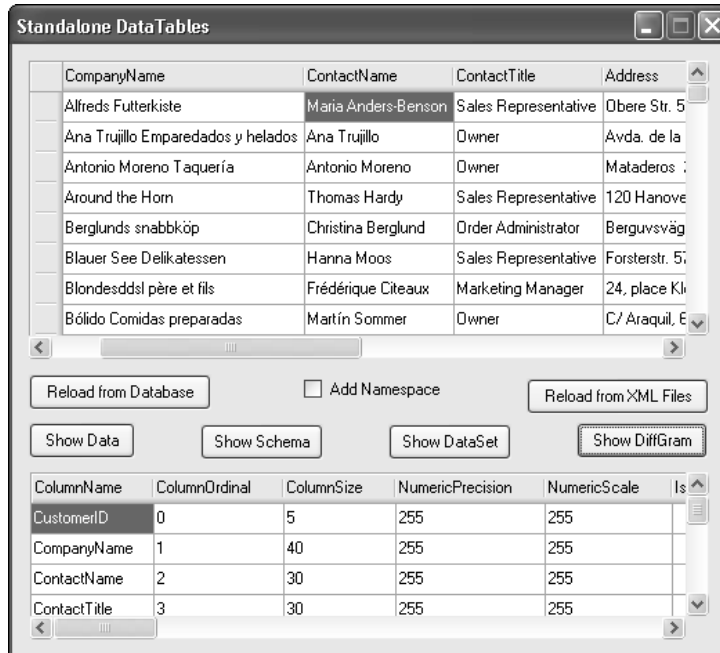 Standalone DataTables
CompanyName ContactName ContactTitle Address
Alfreds Futterkiste Maria Anders-Benson Sales Representative Obere Str. 5
Ana Trujillo Emparedados y helados Ana Trujillo Owner Avda. de la
Antonio Moreno Taquería Antonio Moreno Owner Mataderos
Around the Horn Thomas Hardy Sales Representative 120 Hanove
Berglunds snabbköp Christina Berglund Order Administrator Berguvsväg
Blauer See Delikatessen Hanna Moos Sales Representative Forsterstr. 57
Blondesddsl père et fils Frédérique Citeaux Marketing Manager 24, place Kl
Bólido Comidas preparadas Martín Sommer Owner C/ Araquil,
Reload from Database Add Namespace Reload from XML Files
Show Data Show Schema Show DataSet Show DiffGram
ColumnName ColumnOrdinal ColumnSize NumericPrecision NumericScale Is
CustomerID 0 5 255 255
CompanyName 1 40 255 255
ContactName 2 30 255 255
ContactTitle 3 30 255 255